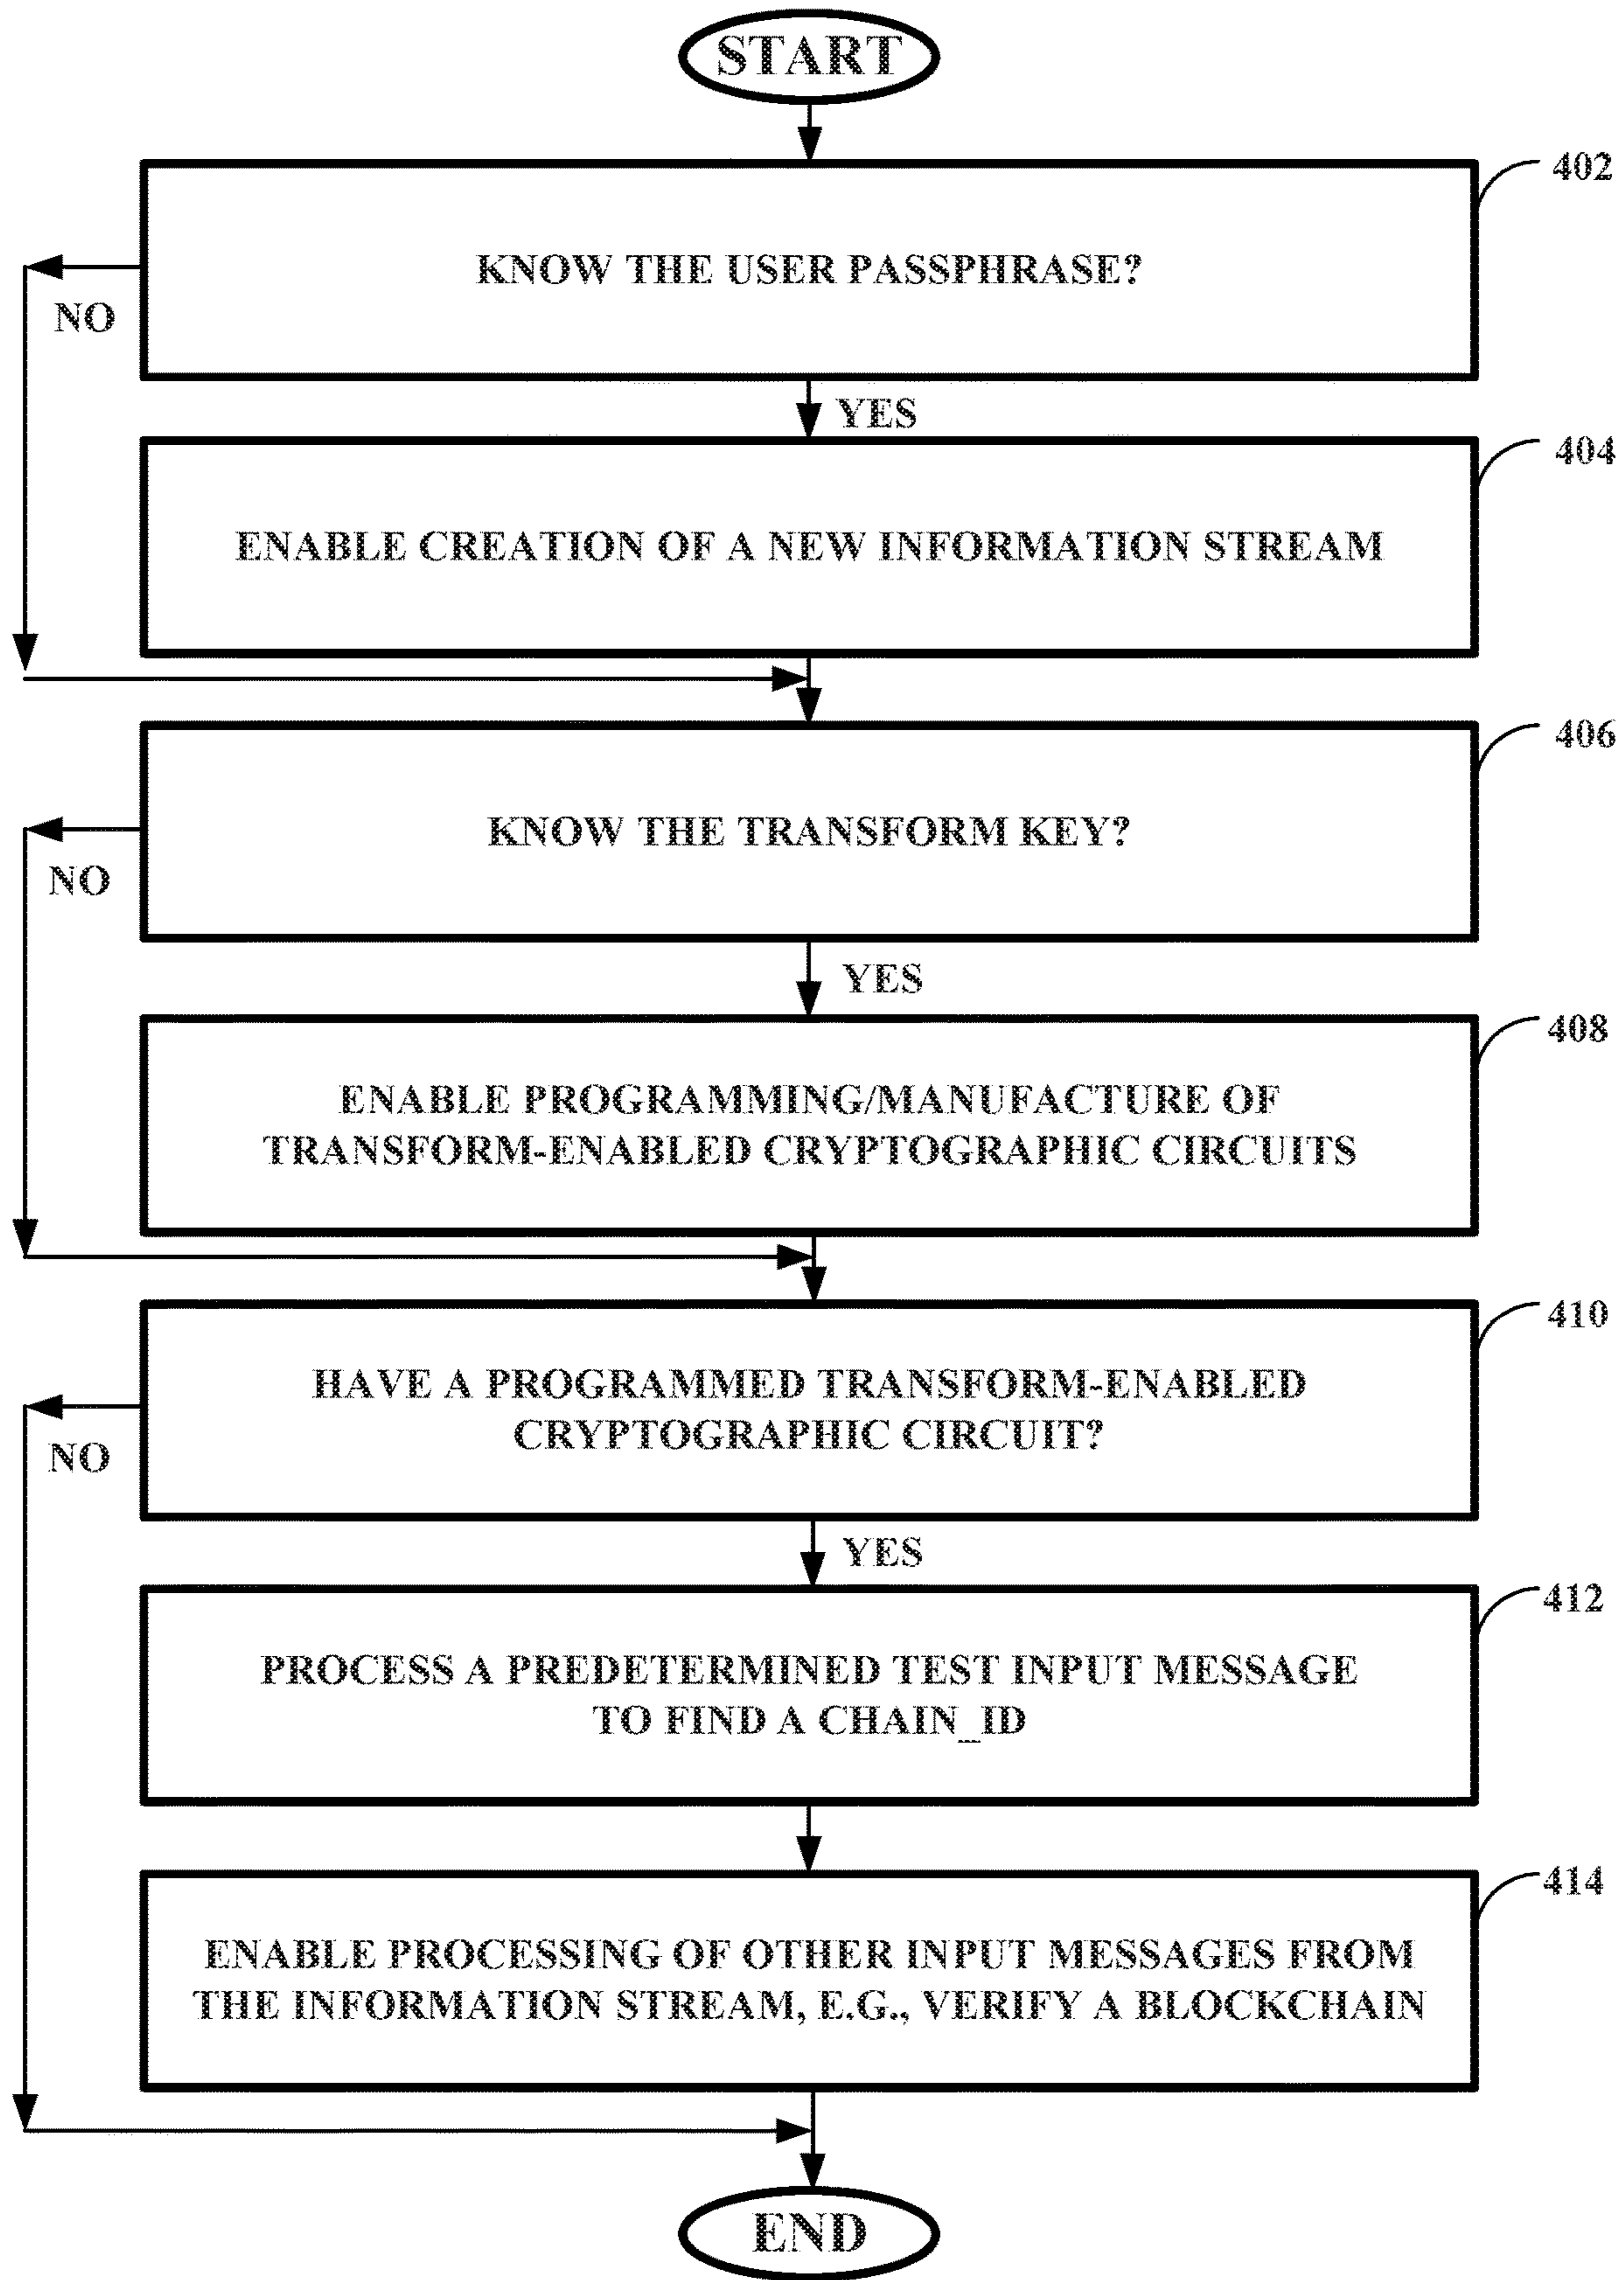 START
402
KNOW THE USER PASSPHRASE?
NO
YES
404
ENABLE CREATION OF A NEW INFORMATION STREAM
406
KNOW THE TRANSFORM KEY?
NO
YES
408
ENABLE PROGRAMMING/MANUFACTURE OF
TRANSFORM-ENABLED CRYPTOGRAPHIC CIRCUITS
410
HAVE A PROGRAMMED TRANSFORM-ENABLED
CRYPTOGRAPHIC CIRCUIT?
NO
YES
412
PROCESS A PREDETERMINED TEST INPUT MESSAGE
TO FIND A CHAIN_ID
414
ENABLE PROCESSING OF OTHER INPUT MESSAGES FROM
THE INFORMATION STREAM, E.G., VERIFY A BLOCKCHAIN
END